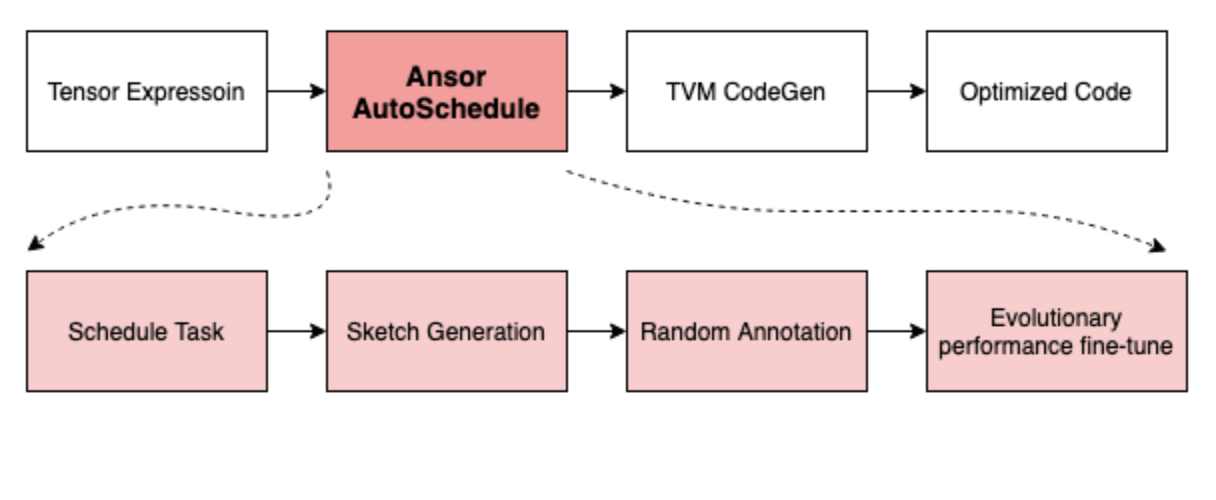 Tensor Expressoin
Ansor
AutoSchedule
TVM CodeGen
Optimized Code
Schedule Task
Sketch Generation
Random Annotation
Evolutionary
performance fine-tune